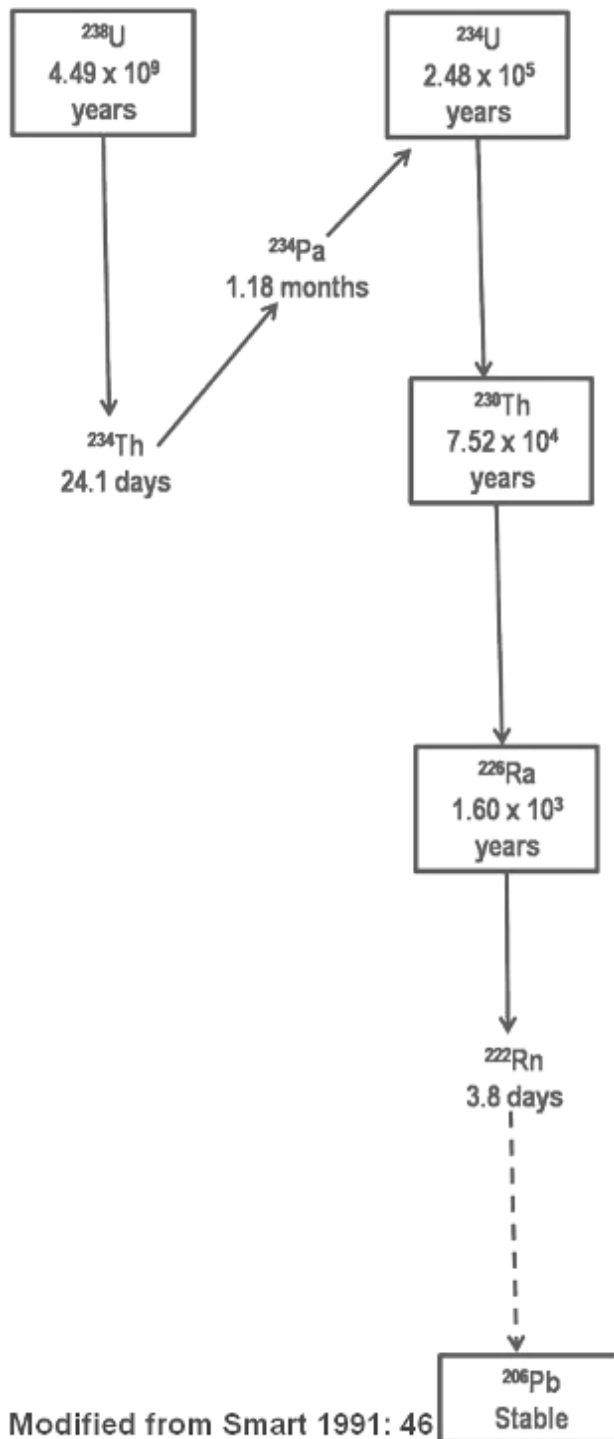 ²³⁸U
4.49 x 10⁹
years
²³⁴U
2.48 x 10⁵
years
²³⁴Pa
1.18 months
²³⁴Th
24.1 days
²³⁰Th
7.52 x 10⁴
years
²²⁶Ra
1.60 x 10³
years
²²²Rn
3.8 days
²⁰⁶Pb
Stable
Modified from Smart 1991: 46